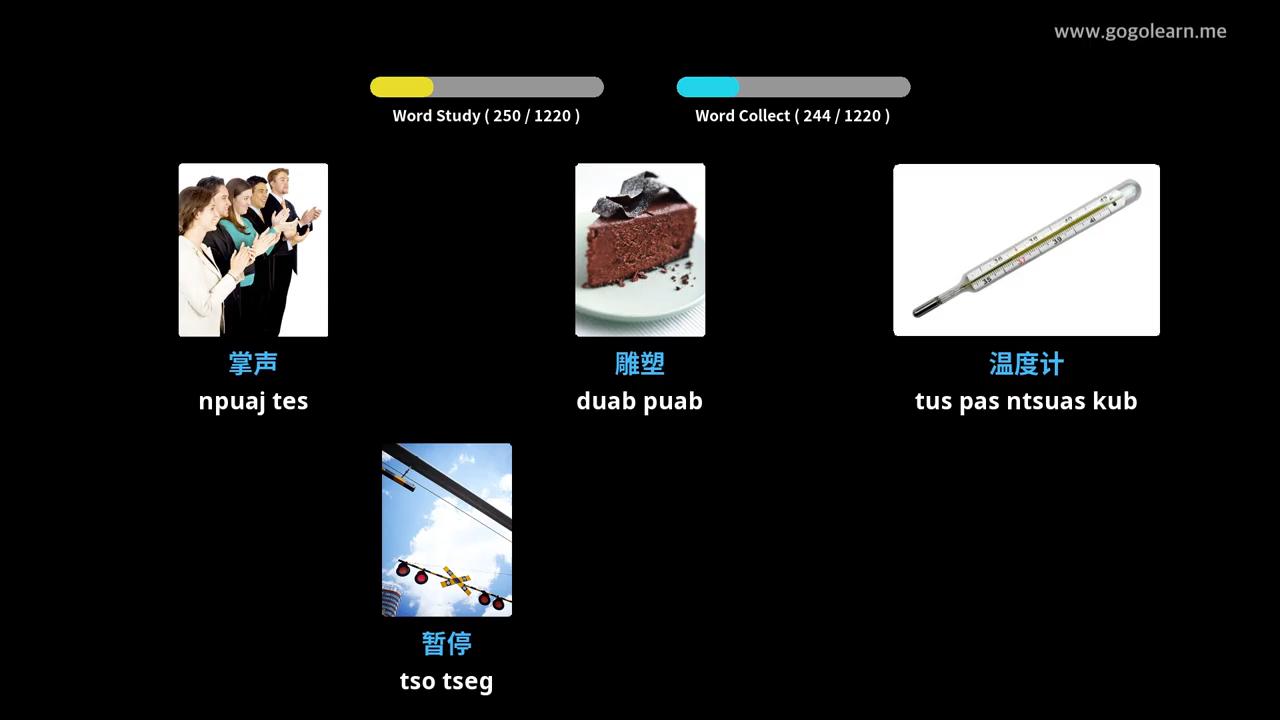 www.gogolearn.me
Word Study ( 250 / 1220 )
Word Collect ( 244 / 1220 )
掌声
npuaj tes
雕塑
duab puab
温度计
tus pas ntsuas kub
暂停
tso tseg